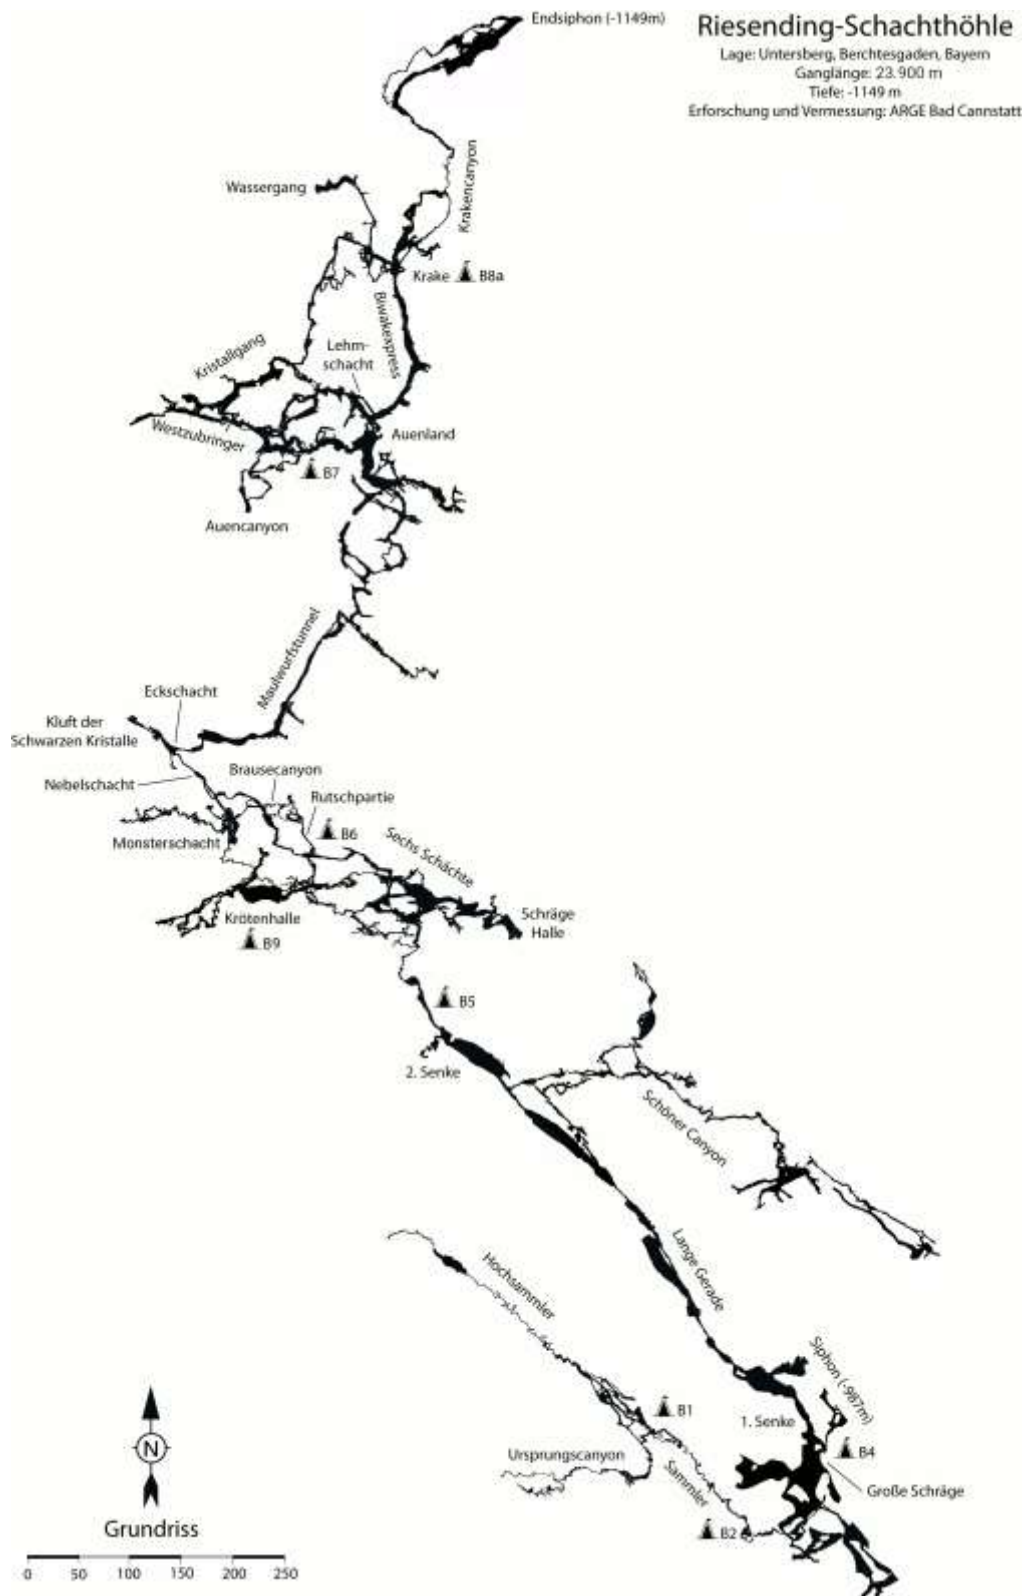 Endsiphon (-1149m)
Riesending-Schachthöhle
Lage: Untersberg, Berchtesgaden, Bayern
Ganglänge: 23.900 m
Tiefe: -1149 m
Erforschung und Vermessung: ARGE Bad Cannstatt
Wassergang
Krakencanyon
Krake
B8a
Biwakexpress
Lehm-
schacht
Kristallgang
Westzubringer
Auenland
B7
Auencanyon
Maulwurfstunnel
Eckschacht
Kluft der
Schwarzen Kristalle
Nebelschacht
Brausecanyon
Rutschpartie
B6
Monsterschacht
Sechs Schächte
Krötenhalle
B9
Schräge
Halle
B5
2. Senke
Schöner Canyon
Lange Gerade
Hochsammler
Siphon (-987m)
B1
1. Senke
B4
Ursprungscanyon
Sammler
Große Schräge
B2
N
Grundriss
0 50 100 150 200 250